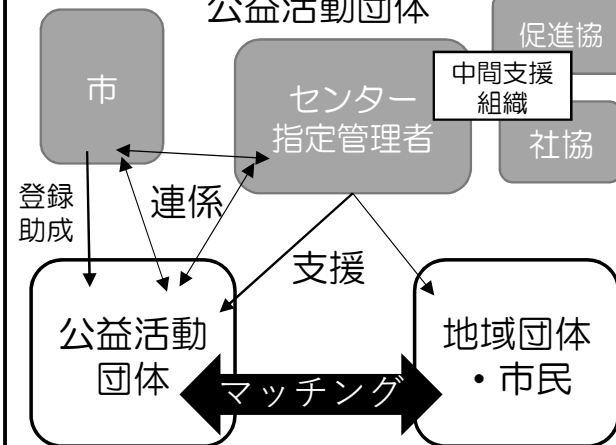 公益活動団体
促進協
市
センター
指定管理者
中間支援
組織
社協
登録
助成
連係
支援
公益活動
団体
地域団体
・市民
マッチング